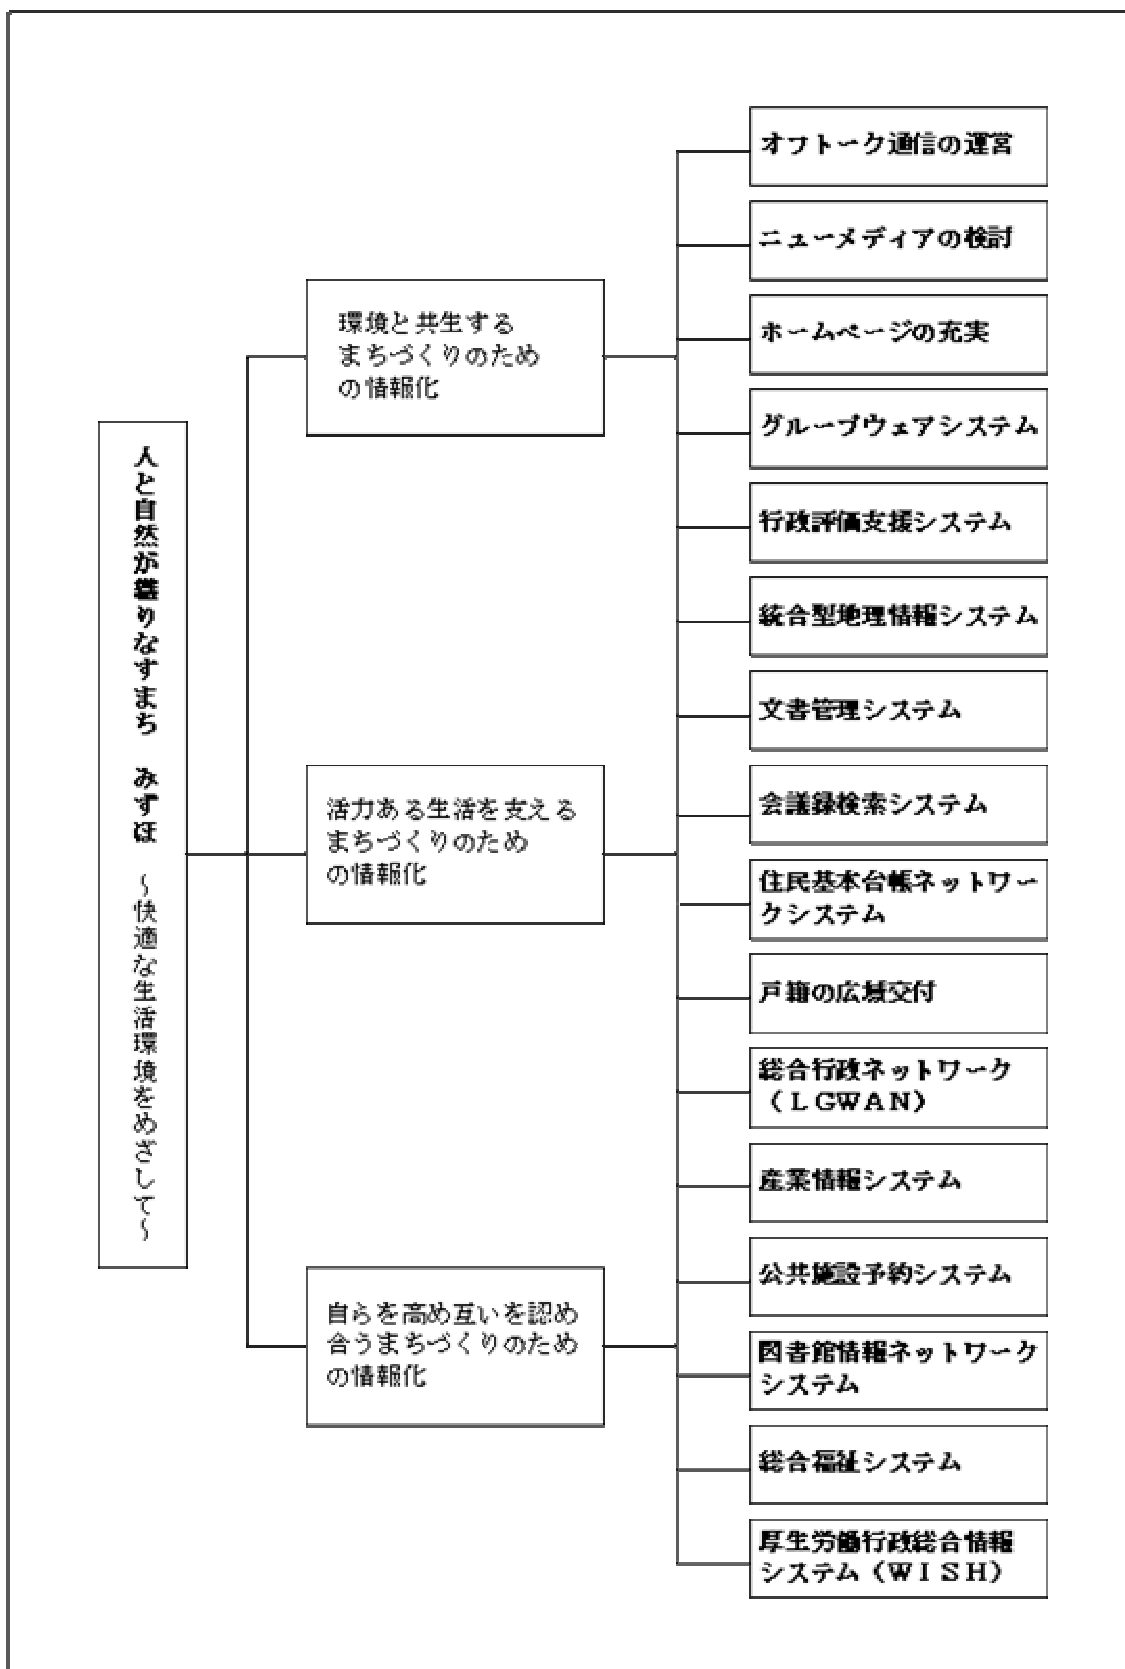 人と自然が織りなすまち　みずほ　～快適な生活環境をめざして～
環境と共生する
まちづくりのため
の情報化
活力ある生活を支える
まちづくりのため
の情報化
自らを高め互いを認め
合うまちづくりのため
の情報化
オフトーク通信の運営
ニューメディアの検討
ホームページの充実
グループウェアシステム
行政評価支援システム
統合型地理情報システム
文書管理システム
会議録検索システム
住民基本台帳ネットワー
クシステム
戸籍の広域交付
総合行政ネットワーク
（ＬＧＷＡＮ）
産業情報システム
公共施設予約システム
図書館情報ネットワーク
システム
総合福祉システム
厚生労働行政総合情報
システム（ＷＩＳＨ）